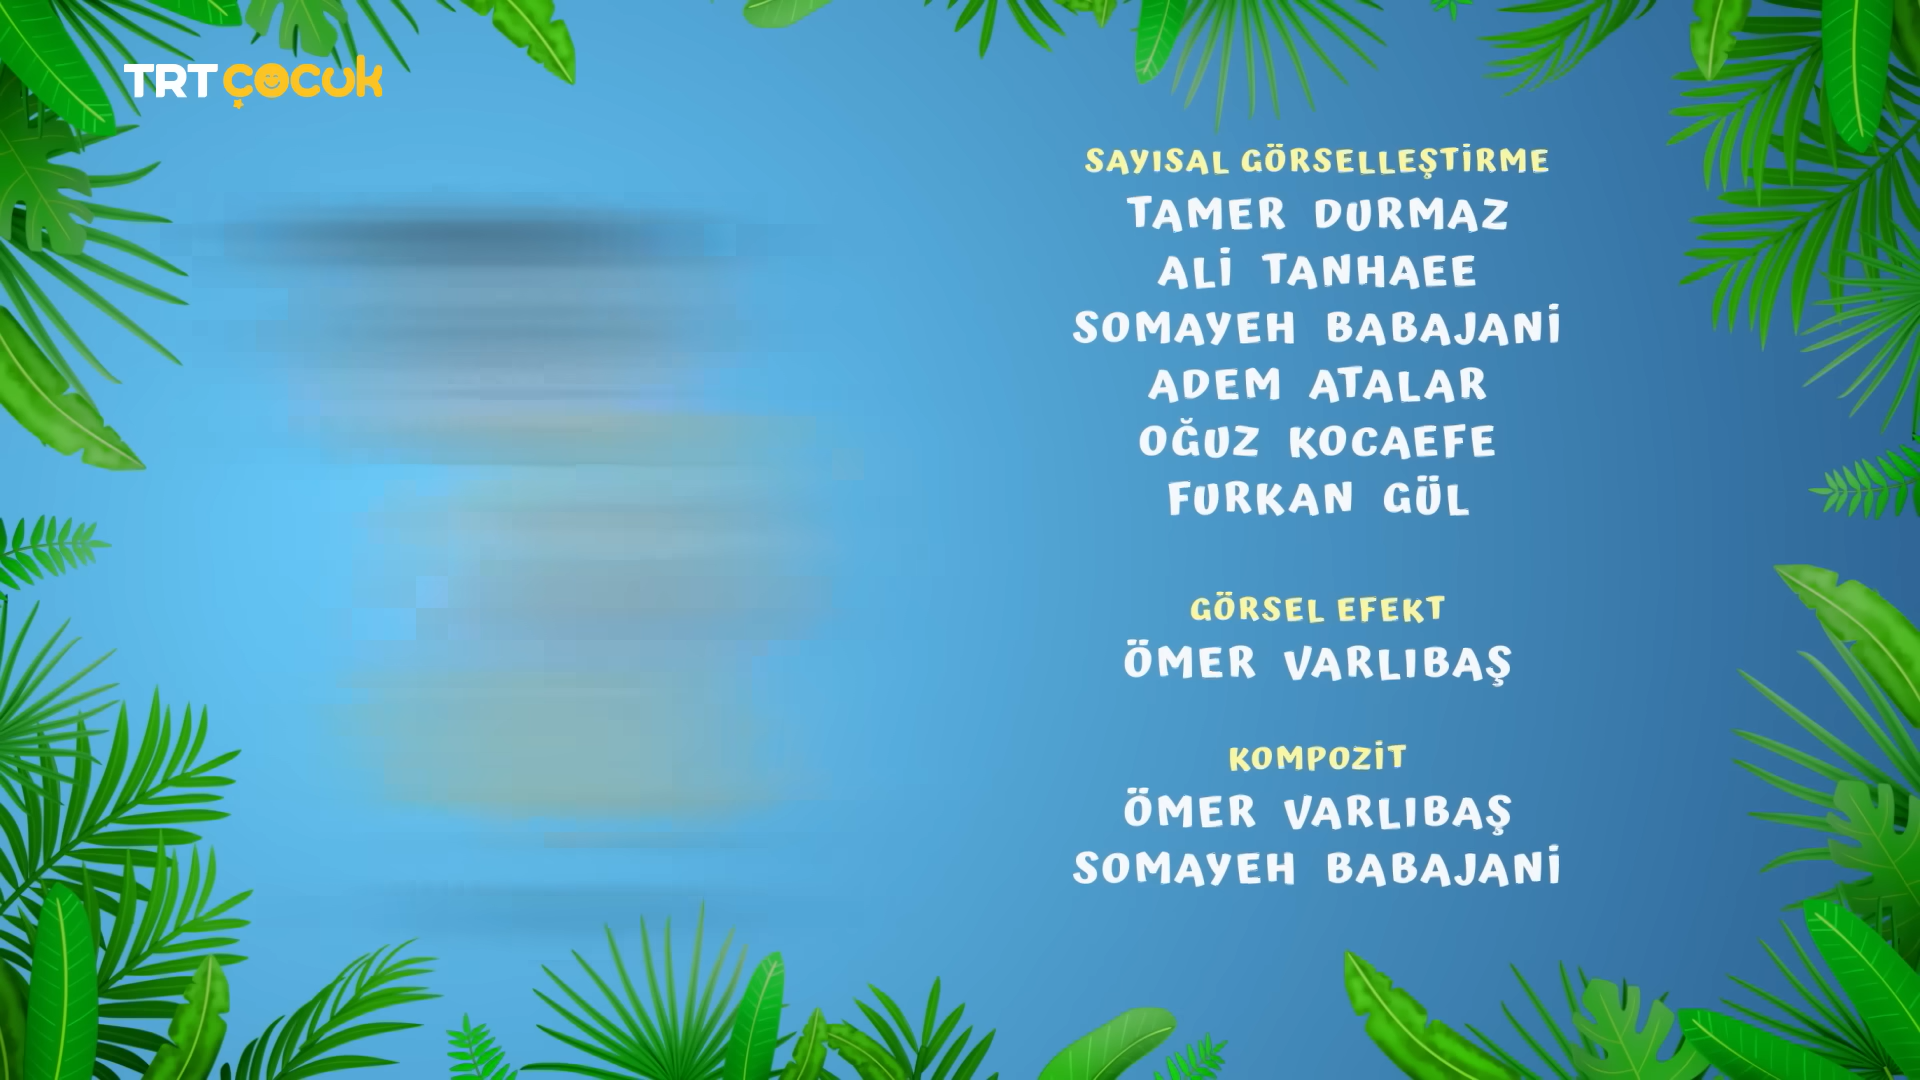 TRT çocuk
SAYISAL GÖRSELLEŞTİRME
TAMER DURMAZ
ALİ TANHAEE
SOMAYEH BABAJANİ
ADEM ATALAR
OĞUZ KOCAEFE
FURKAN GÜL
GÖRSEL EFEKT
ÖMER VARLIBAŞ
KOMPOZİT
ÖMER VARLIBAŞ
SOMAYEH BABAJANİ